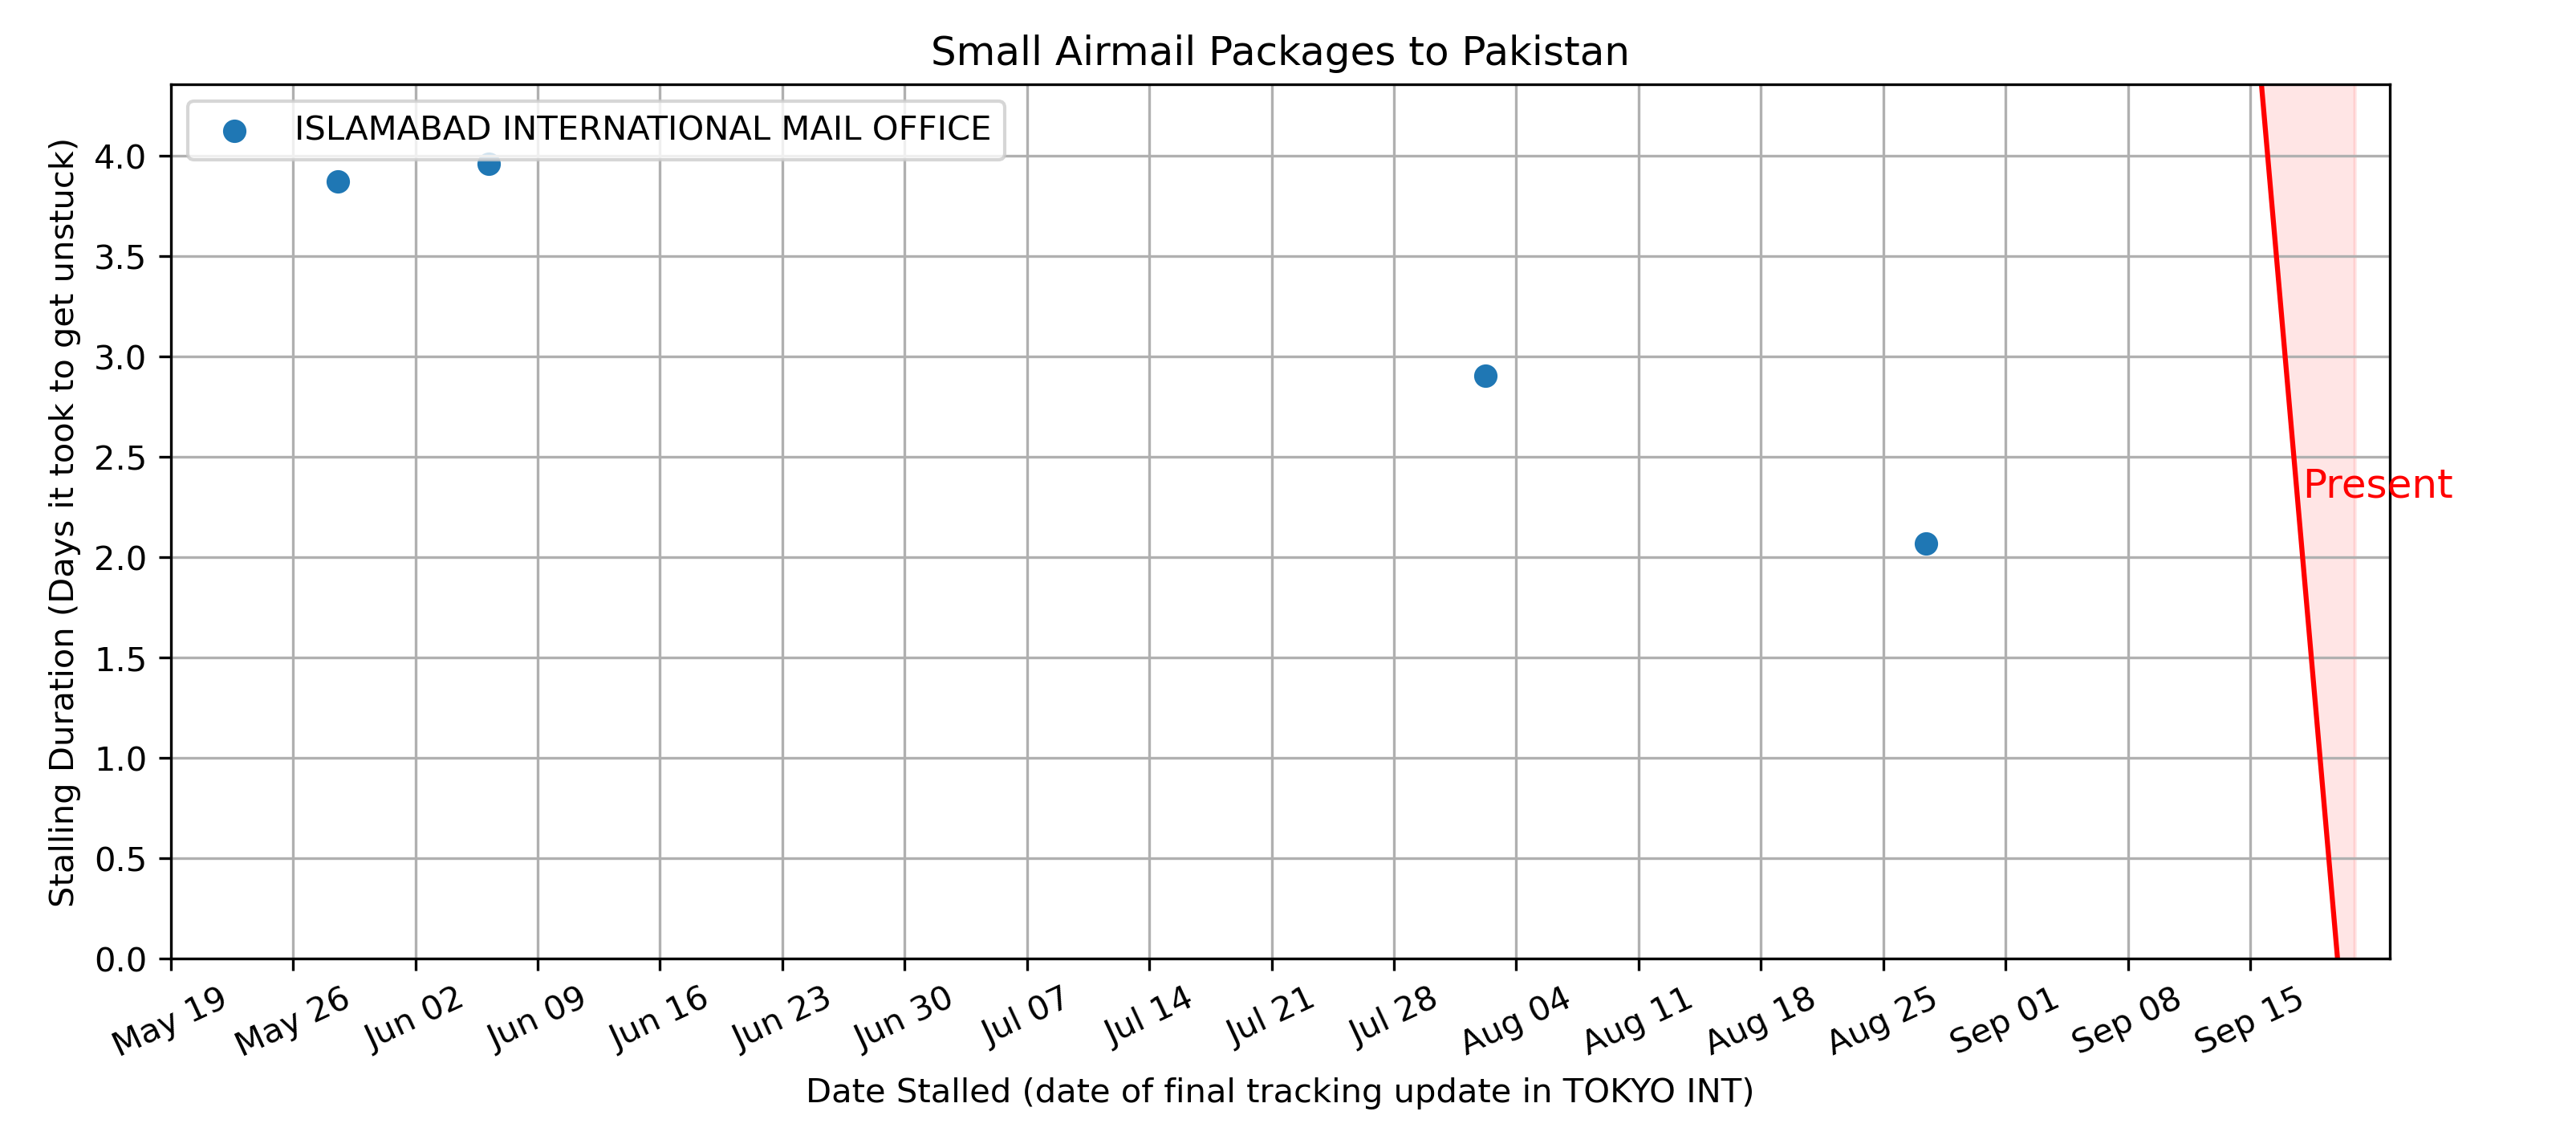 Small Airmail Packages to Pakistan
ISLAMABAD INTERNATIONAL MAIL OFFICE
Stalling Duration (Days it took to get unstuck)
4.0
3.5
3.0
2.5
2.0
1.5
1.0
0.5
0.0
Present
May 19
May 26
Jun 02
Jun 09
Jun 16
Jun 23
Jun 30
Jul 07
Jul 14
Jul 21
Jul 28
Aug 04
Aug 11
Aug 18
Aug 25
Sep 01
Sep 08
Sep 15
Date Stalled (date of final tracking update in TOKYO INT)